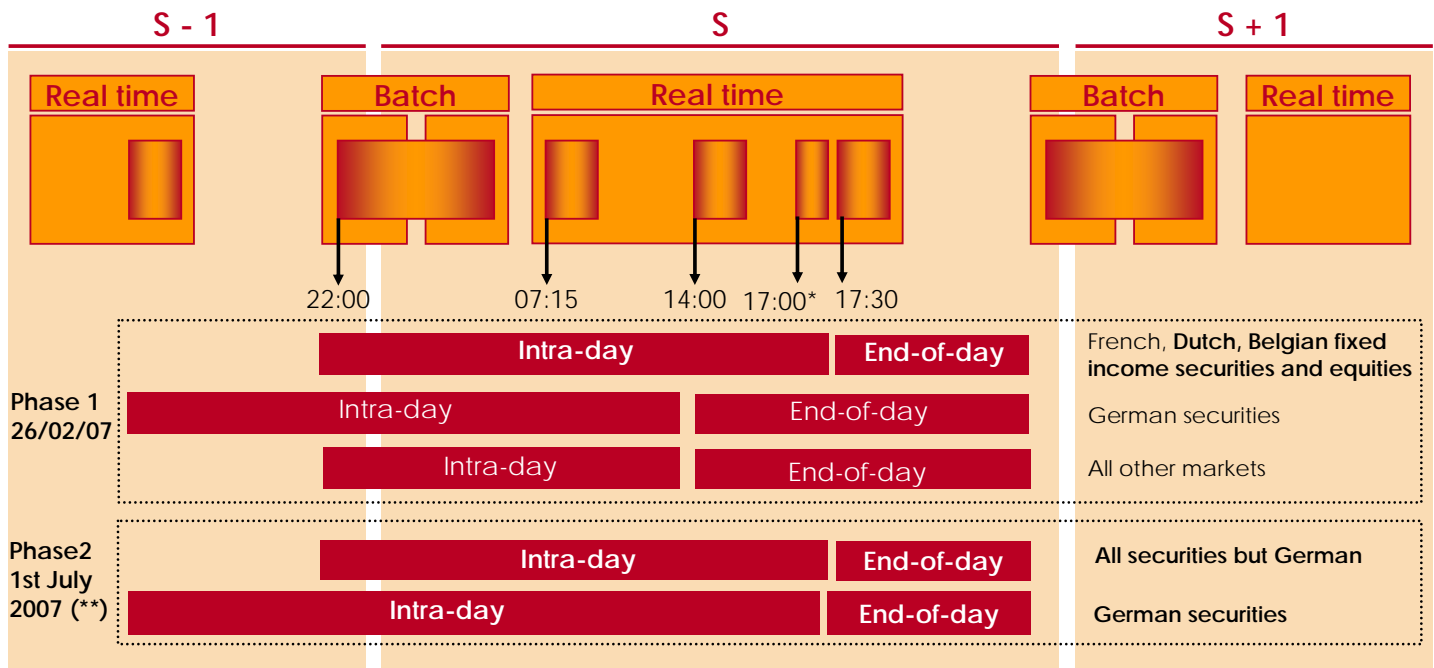 S - 1 S S + 1
Real time Batch Real time Batch Real time
22:00 07:15 14:00 17:00* 17:30
Intra-day End-of-day French, Dutch, Belgian fixed
income securities and equities
Phase 1
26/02/07
Intra-day End-of-day German securities
Intra-day End-of-day All other markets
Phase2
1st July
2007 (**)
Intra-day End-of-day All securities but German
Intra-day End-of-day German securities